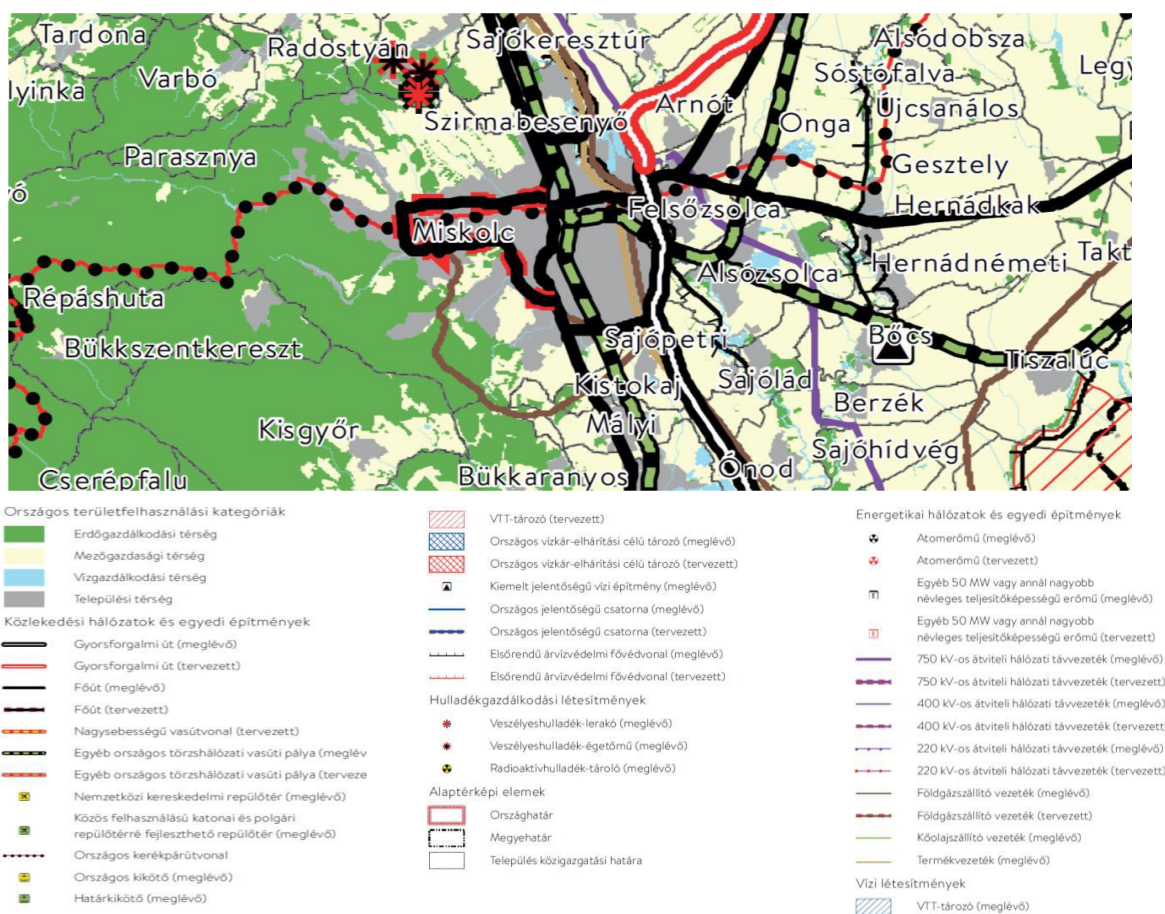 Tardona
Radostyán
Sajókeresztúr
Alsódobsza
lyinka
Varbó
Sóstófalva
Legy
Arnót
Újcsanálos
Szirmabesenyő
Onga
Parasznya
Gesztely
Felsőzsolca
Hernádkak
Miskolc
Alsózsolca
Hernádnémeti
Takt
Répáshuta
Bükkszentkereszt
Sajópetri
Bőcs
Tiszalúc
Kistokaj
Sajólád
Berzék
Kisgyőr
Mályi
Sajóhídvég
Cserépfalu
Bükkaranyos
Ónod
Országos területfelhasználási kategóriák
Erdőgazdálkodási térség
Mezőgazdasági térség
Vízgazdálkodási térség
Települési térség
Közlekedési hálózatok és egyedi építmények
Gyorsforgalmi út (meglévő)
Gyorsforgalmi út (tervezett)
Főút (meglévő)
Főút (tervezett)
Nagysebességű vasútvonal (tervezett)
Egyéb országos törzshálózati vasúti pálya (meglév
Egyéb országos törzshálózati vasúti pálya (terveze
Nemzetközi kereskedelmi repülőtér (meglévő)
Közös felhasználású katonai és polgári
repülőtérré fejleszthető repülőtér (meglévő)
Országos kerékpárútvonal
Országos kikötő (meglévő)
Határkikötő (meglévő)
VTT-tározó (tervezett)
Országos vízkár-elhárítási célú tározó (meglévő)
Országos vízkár-elhárítási célú tározó (tervezett)
Kiemelt jelentőségű vízi építmény (meglévő)
Országos jelentőségű csatorna (meglévő)
Országos jelentőségű csatorna (tervezett)
Elsőrendű árvízvédelmi fővédvonal (meglévő)
Elsőrendű árvízvédelmi fővédvonal (tervezett)
Hulladékgazdálkodási létesítmények
Veszélyeshulladék-lerakó (meglévő)
Veszélyeshulladék-égetőmű (meglévő)
Radioaktívhulladék-tároló (meglévő)
Alaptérképi elemek
Országhatár
Megyehatár
Település közigazgatási határa
Energetikai hálózatok és egyedi építmények
Atomerőmű (meglévő)
Atomerőmű (tervezett)
Egyéb 50 MW vagy annál nagyobb
névleges teljesítőképességű erőmű (meglévő)
Egyéb 50 MW vagy annál nagyobb
névleges teljesítőképességű erőmű (tervezett)
750 kV-os átviteli hálózati távvezeték (meglévő)
750 kV-os átviteli hálózati távvezeték (tervezett)
400 kV-os átviteli hálózati távvezeték (meglévő)
400 kV-os átviteli hálózati távvezeték (tervezett)
220 kV-os átviteli hálózati távvezeték (meglévő)
220 kV-os átviteli hálózati távvezeték (tervezett)
Földgázszállító vezeték (meglévő)
Földgázszállító vezeték (tervezett)
Kőolajszállító vezeték (meglévő)
Termékvezeték (meglévő)
Vízi létesítmények
VTT-tározó (meglévő)